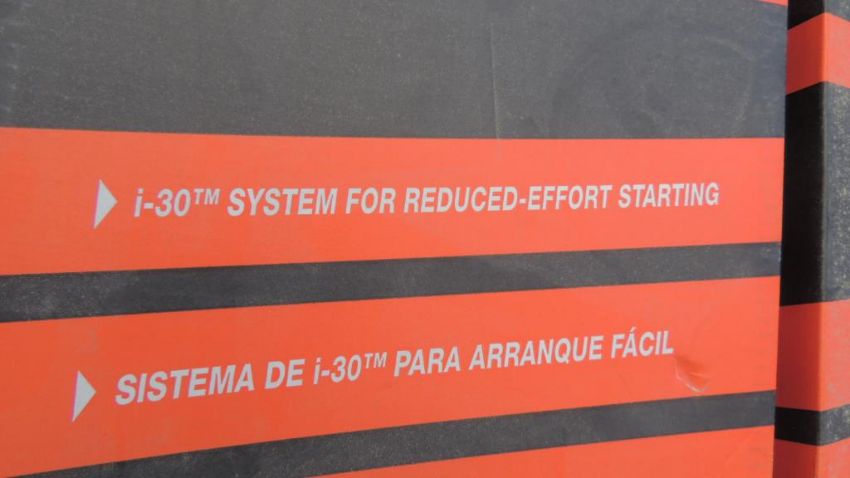 i-30™ SYSTEM FOR REDUCED-EFFORT STARTING
SISTEMA DE i-30™ PARA ARRANQUE FÁCIL